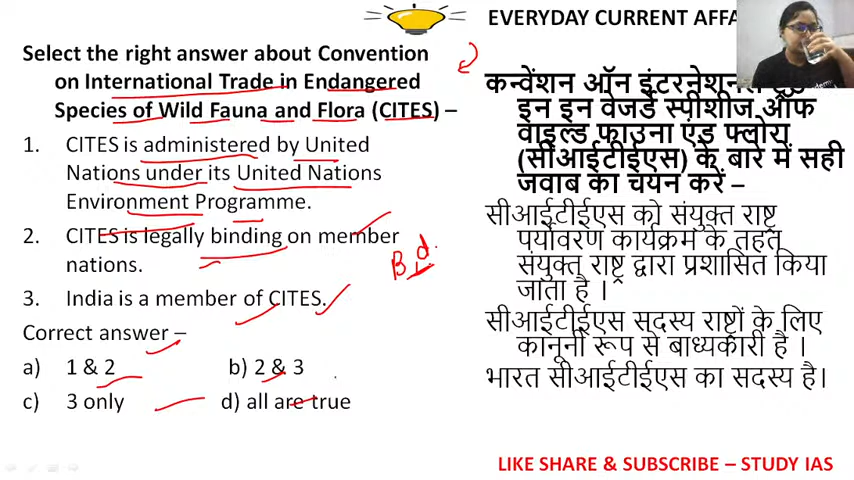 EVERYDAY CURRENT
Select the right answer about Convention
on International Trade in Endangered
Species of Wild Fauna and Flora (CITES) –
1. CITES is administered by United
Nations under its United Nations
Environment Programme.
2. CITES is legally binding on member
nations.
3. India is a member of CITES.
Correct answer –
a) 1 & 2 b) 2 & 3
c) 3 only d) all are true
B, d.
कन्वेंशन ऑन इंटरनेशनल
इन इन वेजर्ड स्पीशीज ऑफ
वाइल्ड फाउना एंड फ्लोरा
(सीआईटीईएस) के बारे में सही
जवाब का चयन करें –
सीआईटीईएस को संयुक्त राष्ट्र
पर्यावरण कार्यक्रम के तहत
संयुक्त राष्ट्र द्वारा प्रशासित किया
जाता है ।
सीआईटीईएस सदस्य राष्ट्रों के लिए
कानूनी रूप से बाध्यकारी है ।
भारत सीआईटीईएस का सदस्य है।
LIKE SHARE & SUBSCRIBE – STUDY IAS